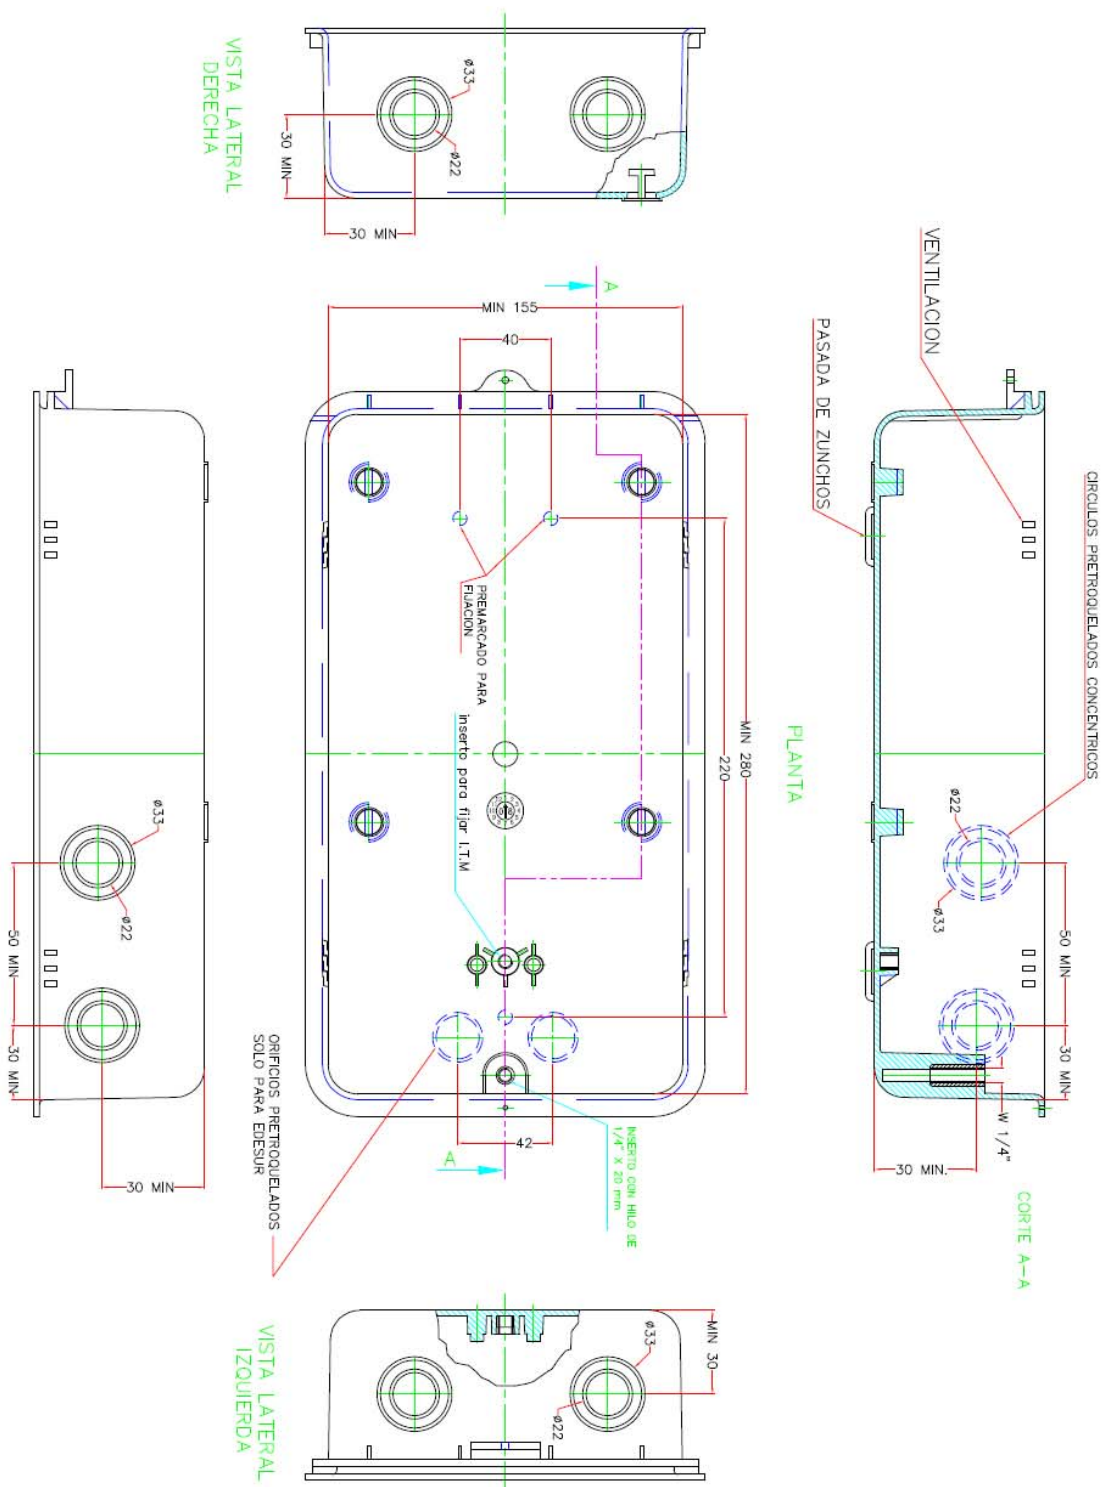 VISTA LATERAL
DERECHA
ø33
ø22
30 MIN
30 MIN
VENTILACION
PASADA DE ZUNCHOS
CIRCULOS PRETROQUELADOS CONCENTRICOS
ø22
ø33
50 MIN
30 MIN
W 1/4"
30 MIN.
CORTE A-A
A
MIN 155
40
PREMARCADO PARA
FIJACION
inserto para fijar I.T.M
MIN 280
220
PLANTA
42
A
INSERTO CON HILO DE
1/4" X 20 mm
ORIFICIOS PRETROQUELADOS
SOLO PARA EDESUR
ø33
ø22
50 MIN
30 MIN
30 MIN
MIN 30
ø33
ø22
VISTA LATERAL
IZQUIERDA